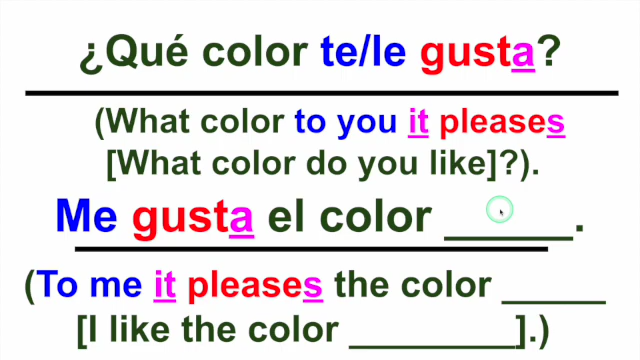 ¿Qué color te/le gusta?
(What color to you it pleases
[What color do you like]?).
Me gusta el color ______.
(To me it pleases the color _____
[I like the color ________].)